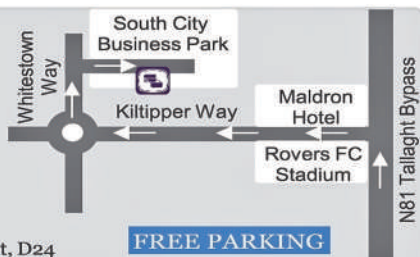 South City
Business Park
Whitestown
Way
Kiltipper Way
Maldron
Hotel
Rovers FC
Stadium
N81 Tallaght Bypass
t, D24
FREE PARKING